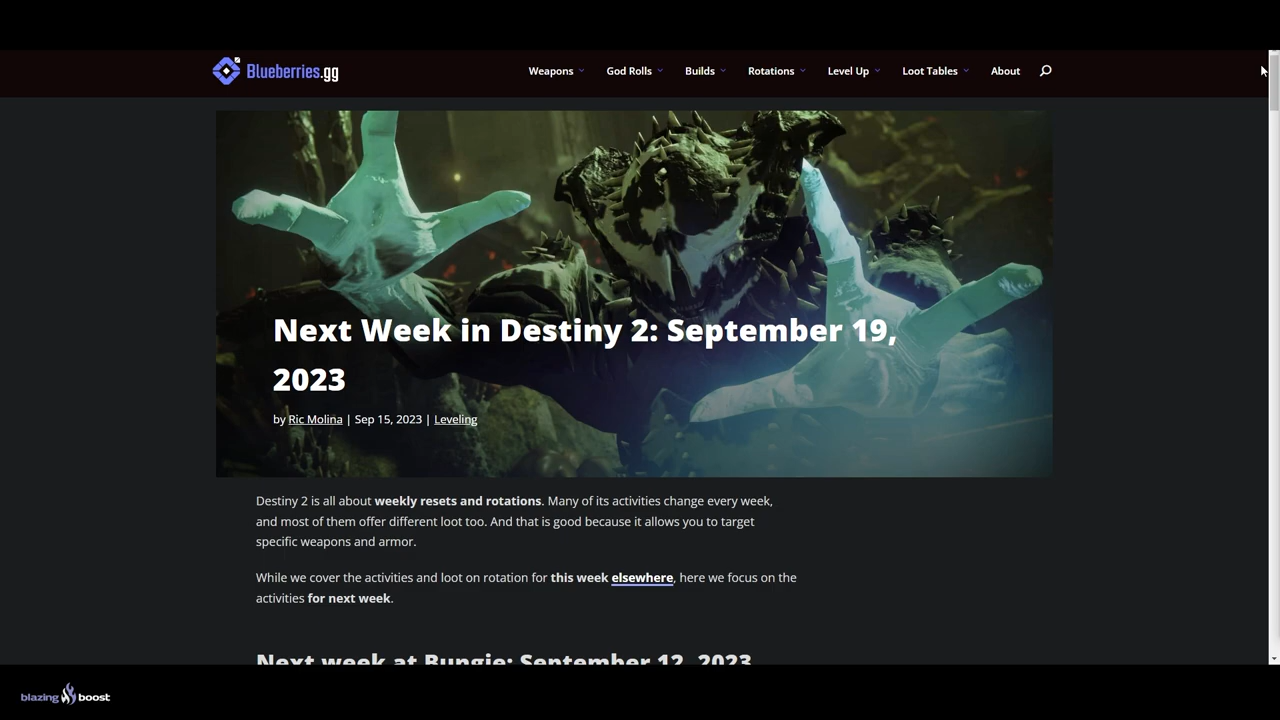 Blueberries.gg
Weapons
God Rolls
Builds
Rotations
Level Up
Loot Tables
About
Next Week in Destiny 2: September 19,
2023
by Ric Molina | Sep 15, 2023 | Leveling
Destiny 2 is all about weekly resets and rotations. Many of its activities change every week,
and most of them offer different loot too. And that is good because it allows you to target
specific weapons and armor.
While we cover the activities and loot on rotation for this week elsewhere, here we focus on the
activities for next week.
Next week at Bungie: September 12, 2023
blazing boost